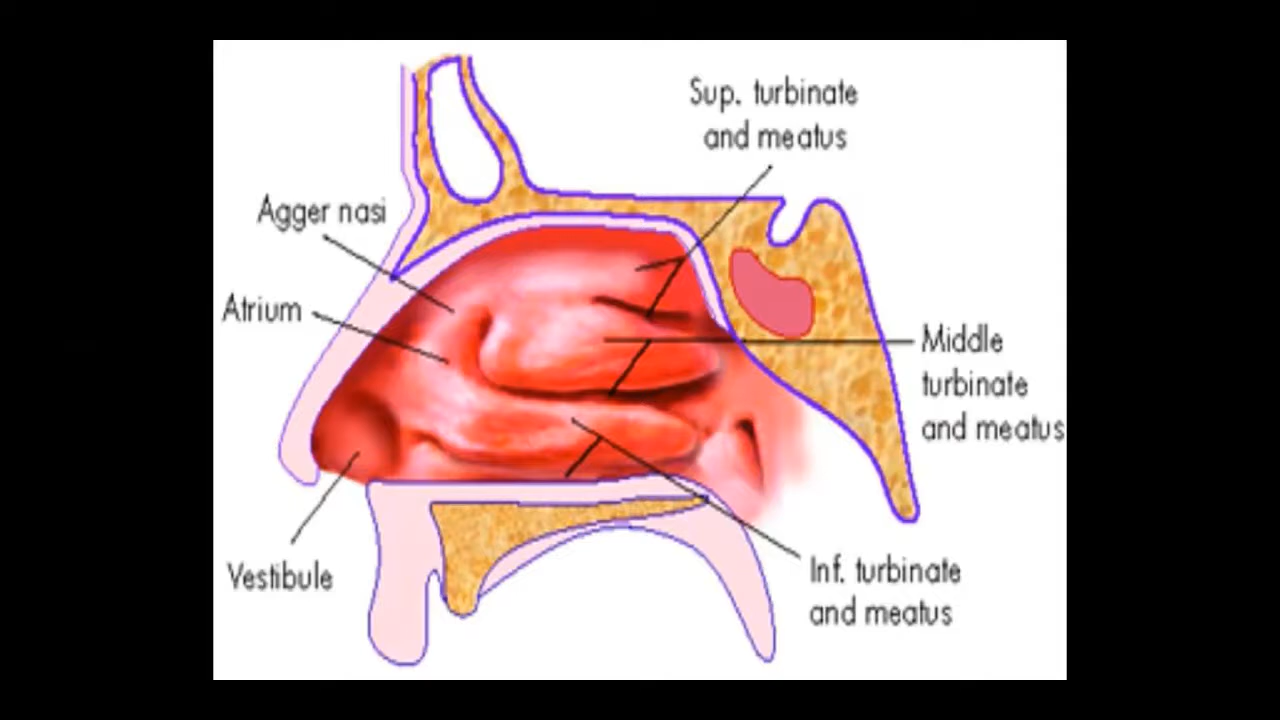 Sup. turbinate
and meatus
Agger nasi
Atrium
Middle
turbinate
and meatus
Vestibule
Inf. turbinate
and meatus